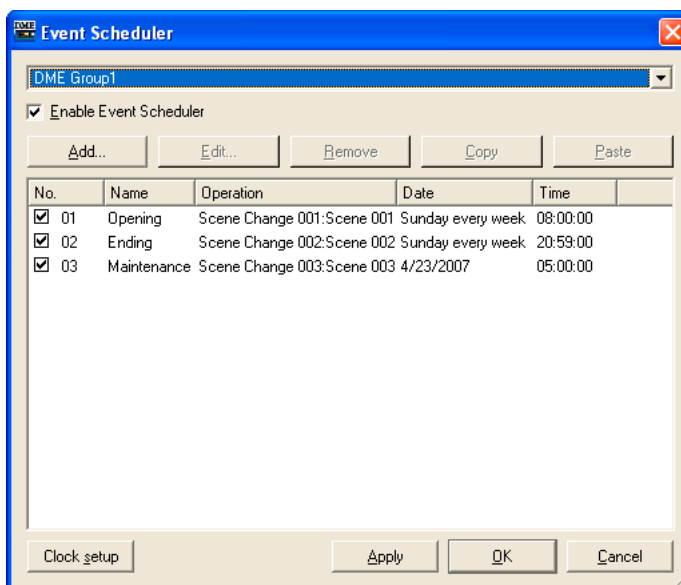 DME Event Scheduler
DME Group1
Enable Event Scheduler
Add... Edit... Remove Copy Paste
No. Name Operation Date Time
01 Opening Scene Change 001:Scene 001 Sunday every week 08:00:00
02 Ending Scene Change 002:Scene 002 Sunday every week 20:59:00
03 Maintenance Scene Change 003:Scene 003 4/23/2007 05:00:00
Clock setup Apply OK Cancel